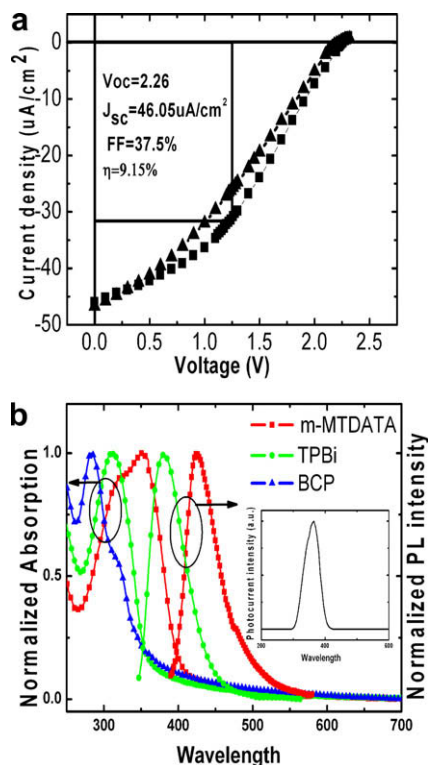 a
Current density (uA/cm²)
0
-10
-20
-30
-40
-50
Voc=2.26
Jsc=46.05uA/cm²
FF=37.5%
η=9.15%
0.0 0.5 1.0 1.5 2.0 2.5
Voltage (V)
b
Normalized Absorption
1.0
0.5
0.0
m-MTDATA
TPBi
BCP
Photocurrent intensity (a.u.)
Wavelength
Normalized PL intensity
300 400 500 600 700
Wavelength